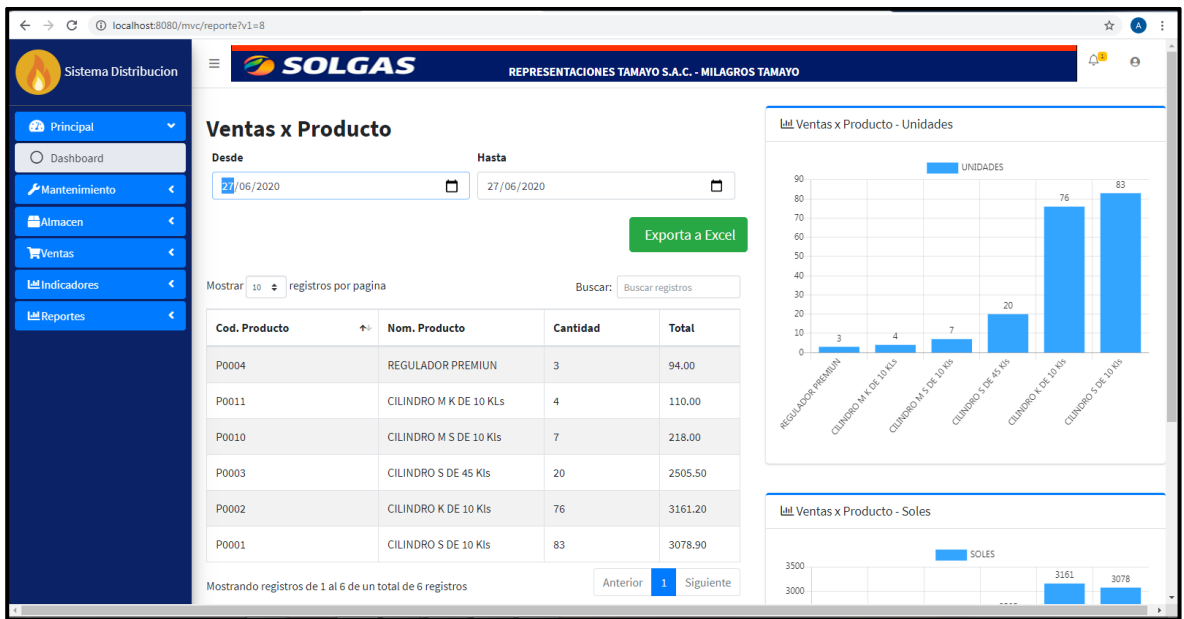 localhost:8080/mvc/reporte?v1=8
A
Sistema Distribucion
SOLGAS
REPRESENTACIONES TAMAYO S.A.C. - MILAGROS TAMAYO
1
Principal
Dashboard
Mantenimiento
Almacen
Ventas
Indicadores
Reportes
Ventas x Producto
Desde
Hasta
27/06/2020
27/06/2020
Exporta a Excel
Mostrar 10 registros por pagina
Buscar: Buscar registros
Cod. Producto Nom. Producto Cantidad Total
P0004 REGULADOR PREMIUN 3 94.00
P0011 CILINDRO M K DE 10 KLs 4 110.00
P0010 CILINDRO M S DE 10 Kls 7 218.00
P0003 CILINDRO S DE 45 Kls 20 2505.50
P0002 CILINDRO K DE 10 Kls 76 3161.20
P0001 CILINDRO S DE 10 Kls 83 3078.90
Mostrando registros de 1 al 6 de un total de 6 registros
Anterior 1 Siguiente
Ventas x Producto - Unidades
UNIDADES
90
80
70
60
50
40
30
20
10
0
3
4
7
20
76
83
REGULADOR PREMIUN
CILINDRO M K DE 10 KLs
CILINDRO M S DE 10 Kls
CILINDRO S DE 45 Kls
CILINDRO K DE 10 Kls
CILINDRO S DE 10 Kls
Ventas x Producto - Soles
SOLES
3500
3000
3161
3078